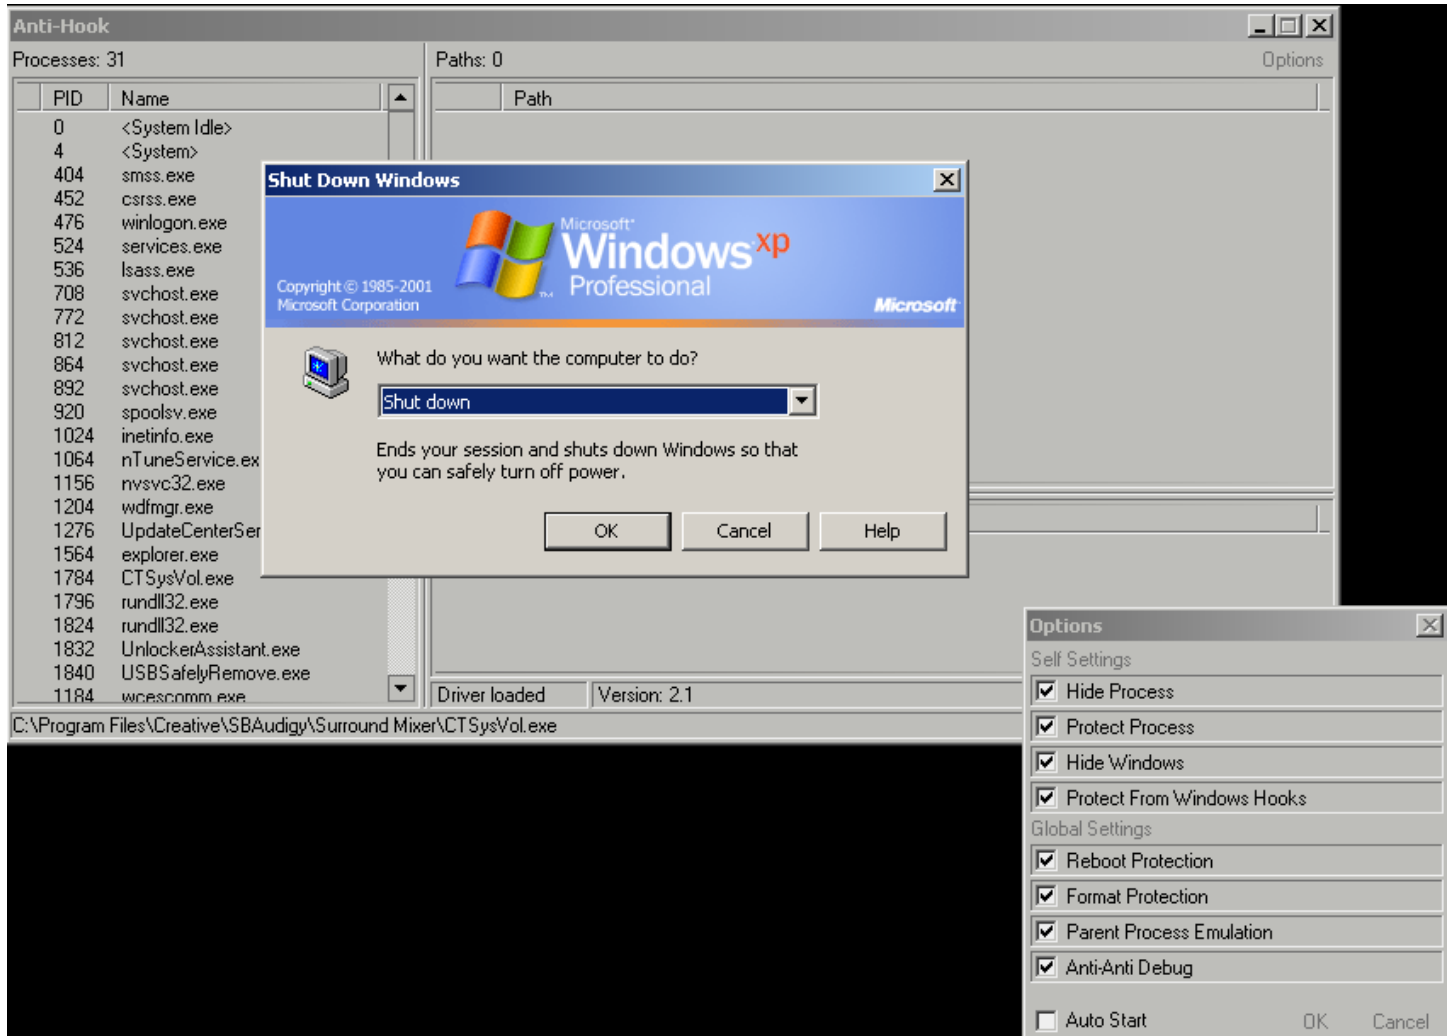 Anti-Hook
Processes: 31
PID Name
0 <System Idle>
4 <System>
404 smss.exe
452 csrss.exe
476 winlogon.exe
524 services.exe
536 lsass.exe
708 svchost.exe
772 svchost.exe
812 svchost.exe
864 svchost.exe
892 svchost.exe
920 spoolsv.exe
1024 inetinfo.exe
1064 nTuneService.ex
1156 nvsvc32.exe
1204 wdfmgr.exe
1276 UpdateCenterSer
1564 explorer.exe
1784 CTSysVol.exe
1796 rundll32.exe
1824 rundll32.exe
1832 UnlockerAssistant.exe
1840 USBSafelyRemove.exe
1184 wcescomm.exe
Paths: 0 Options
Path
Shut Down Windows
Microsoft
Windows xp
Professional
Copyright © 1985-2001
Microsoft Corporation
Microsoft
What do you want the computer to do?
Shut down
Ends your session and shuts down Windows so that
you can safely turn off power.
OK Cancel Help
Driver loaded Version: 2.1
C:\Program Files\Creative\SBAudigy\Surround Mixer\CTSysVol.exe
Options
Self Settings
Hide Process
Protect Process
Hide Windows
Protect From Windows Hooks
Global Settings
Reboot Protection
Format Protection
Parent Process Emulation
Anti-Anti Debug
Auto Start OK Cancel